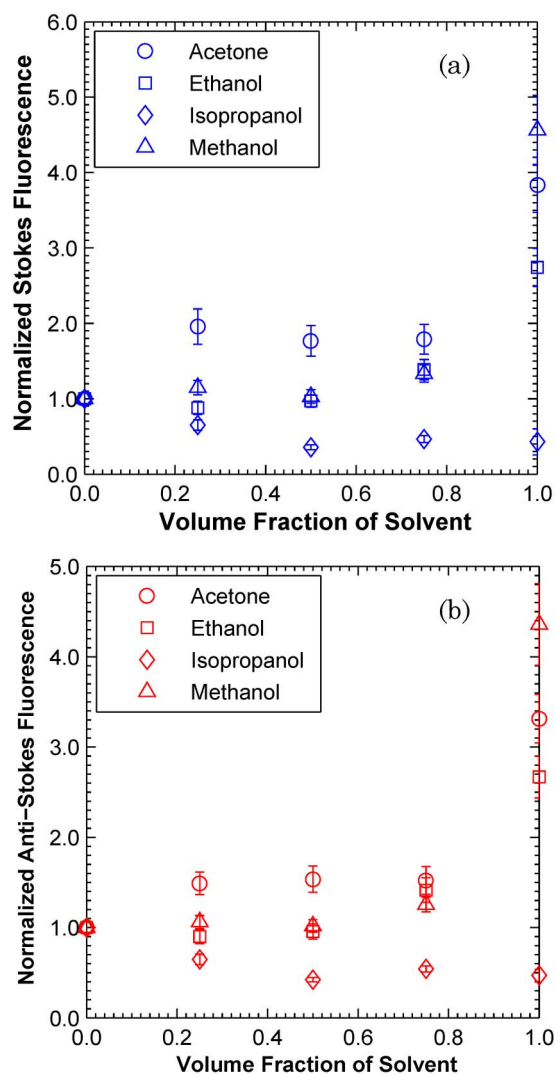 6.0
5.0
4.0
3.0
2.0
1.0
0.0
Normalized Stokes Fluorescence
Acetone
Ethanol
Isopropanol
Methanol
(a)
0.0 0.2 0.4 0.6 0.8 1.0
Volume Fraction of Solvent
5.0
4.0
3.0
2.0
1.0
0.0
Normalized Anti-Stokes Fluorescence
Acetone
Ethanol
Isopropanol
Methanol
(b)
0.0 0.2 0.4 0.6 0.8 1.0
Volume Fraction of Solvent